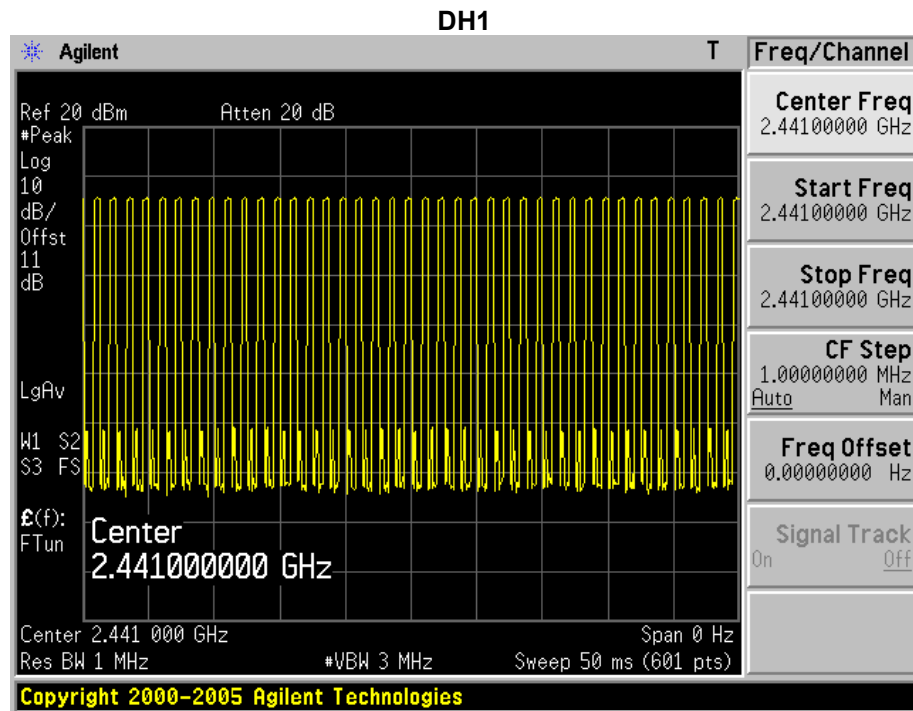 DH1
Agilent T
Freq/Channel
Ref 20 dBm Atten 20 dB
#Peak
Log
10
dB/
Offst
11
dB
LgAv
W1 S2
S3 FS
£(f):
FTun
Center
2.441000000 GHz
Center 2.441 000 GHz Span 0 Hz
Res BW 1 MHz #VBW 3 MHz Sweep 50 ms (601 pts)
Copyright 2000-2005 Agilent Technologies
Center Freq
2.44100000 GHz
Start Freq
2.44100000 GHz
Stop Freq
2.44100000 GHz
CF Step
1.00000000 MHz
Auto Man
Freq Offset
0.00000000 Hz
Signal Track
On Off